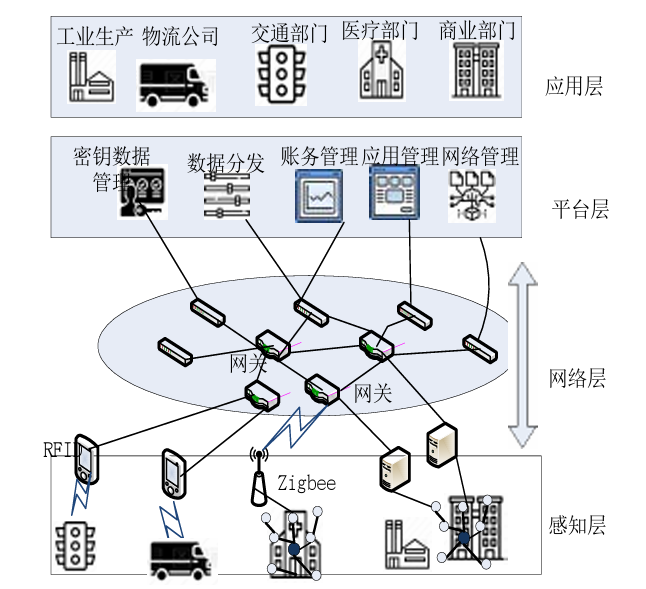 工业生产
物流公司
交通部门
医疗部门
商业部门
应用层
密钥数据
管理
数据分发
账务管理
应用管理
网络管理
平台层
网关
网关
网络层
RFID
Zigbee
感知层